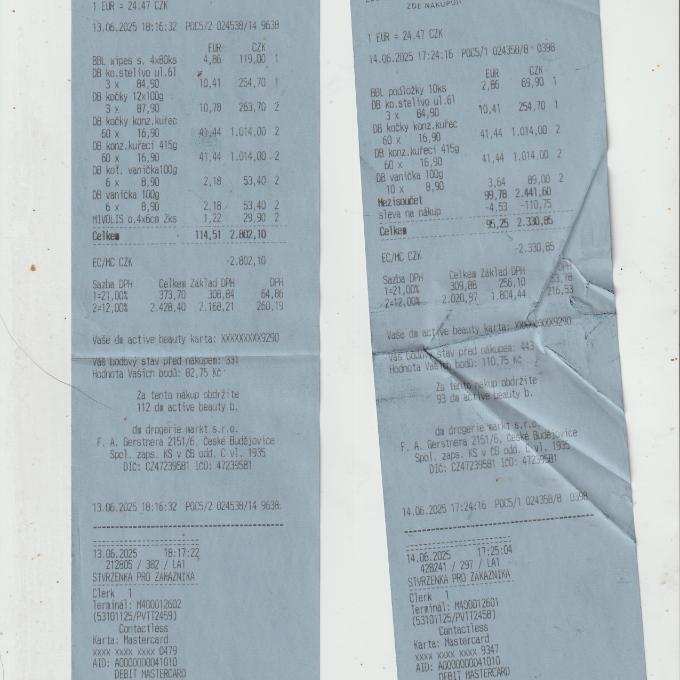 1 EUR = 24.47 CZK
13.06.2025 18:16:32 POC5/2 024538/14 9638
EUR CZK
BBL wipes s. 4x80ks 4,86 119,00 1
DB ko.stelivo ul.6l
3 x 84,90 10,41 254,70 1
DB kočky 12x100g
3 x 87,90 10,78 263,70 2
DB kočky konz.kuřec
60 x 16,90 41,44 1.014,00 2
DB konz.kuřecí 415g
60 x 16,90 41,44 1.014,00 2
DB kot. vanička100g
6 x 8,90 2,18 53,40 2
DB vanička 100g
6 x 8,90 2,18 53,40 2
MIVOLIS o.4x6cm 2ks 1,22 29,90 2
Celkem 114,51 2.802,10
EC/MC CZK -2.802,10
Sazba DPH Celkem Základ DPH
1=21,00% 373,70 308,84 64,86
2=12,00% 2.428,40 2.168,21 260,19
Vaše dm active beauty karta: XXXXXXXXX9290
Váš bodový stav před nákupem: 331
Hodnota Vašich bodů: 82,75 Kč
Za tento nákup obdržíte
112 dm active beauty b.
dm drogerie markt s.r.o.
F. A. Gerstnera 2151/6, České Budějovice
Spol. zaps. KS v ČB odd. C vl. 1935
DIČ: CZ47239581 IČO: 47239581
13.06.2025 18:16:32 POC5/2 024538/14 9638
13.06.2025 18:17:22
212805 / 382 / LA1
STVRZENKA PRO ZÁKAZNÍKA
Clerk 1
Terminál: M400012602
(53101125/PVTT2459)
Contactless
Karta: Mastercard
xxxx xxxx xxxx 0479
AID: A0000000041010
DEBIT MASTERCARD
ZDE NAKUPUJI
1 EUR = 24.47 CZK
14.06.2025 17:24:16 POC5/1 024358/8 0398
EUR CZK
BBL podložky 10ks 2,86 69,90 1
DB ko.stelivo ul.6l
3 x 84,90 10,41 254,70 1
DB kočky konz.kuřec
60 x 16,90 41,44 1.014,00 2
DB konz.kuřecí 415g
60 x 16,90 41,44 1.014,00 2
DB vanička 100g
10 x 8,90 3,64 89,00 2
Mezisoučet 99,78 2.441,60
sleva na nákup -4,53 -110,75
Celkem 95,25 2.330,85
EC/MC CZK -2.330,85
Sazba DPH Celkem Základ DPH
1=21,00% 309,88 256,10 53,78
2=12,00% 2.020,97 1.804,44 216,53
Vaše dm active beauty karta: XXXXXXXXX9290
Váš bodový stav před nákupem: 443
Hodnota Vašich bodů: 110,75 Kč
Za tento nákup obdržíte
93 dm active beauty b.
dm drogerie markt s.r.o.
F. A. Gerstnera 2151/6, České Budějovice
Spol. zaps. KS v ČB odd. C vl. 1935
DIČ: CZ47239581 IČO: 47239581
14.06.2025 17:24:16 POC5/1 024358/8 0398
14.06.2025 17:25:04
428241 / 297 / LA1
STVRZENKA PRO ZÁKAZNÍKA
Clerk 1
Terminál: M400012601
(53101125/PVTT2458)
Contactless
Karta: Mastercard
xxxx xxxx xxxx 9347
AID: A0000000041010
DEBIT MASTERCARD